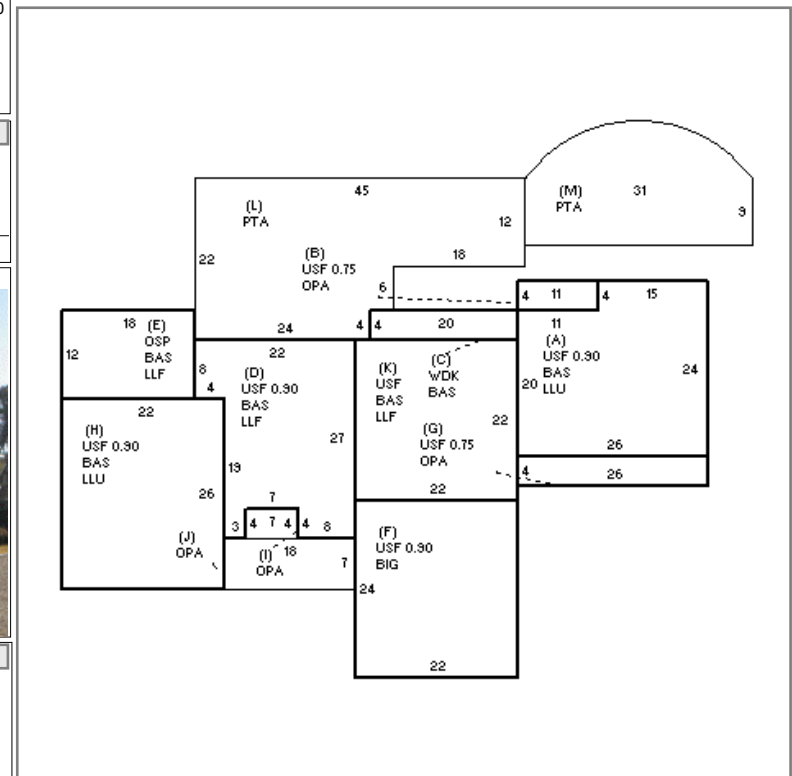 0
45
(L)
PTA
12
(M)
PTA
31
9
22
(B)
USF 0.75
OPA
18
6
4
11
4
15
18
(E)
OSP
BAS
LLF
12
24
4
4
20
11
(A)
USF 0.90
BAS
LLU
22
8
4
(D)
USF 0.90
BAS
LLF
(K)
USF
BAS
LLF
(C)
WDK
BAS
20
24
22
(H)
USF 0.90
BAS
LLU
27
22
(G)
USF 0.75
OPA
26
19
26
4
26
22
7
3
4
7
4
4
8
(F)
USF 0.90
BIG
(J)
OPA
(I)
OPA
18
7
24
22